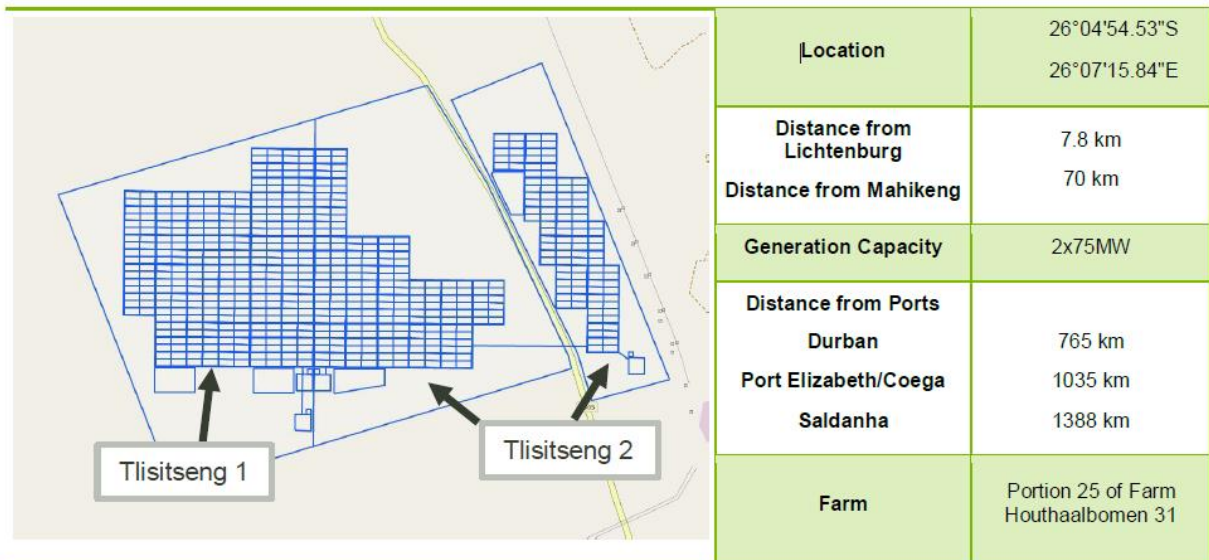 Tlisitseng 1
Tlisitseng 2
Location
26°04'54.53"S
26°07'15.84"E
Distance from
Lichtenburg
7.8 km
Distance from Mahikeng
70 km
Generation Capacity
2x75MW
Distance from Ports
Durban
765 km
Port Elizabeth/Coega
1035 km
Saldanha
1388 km
Farm
Portion 25 of Farm
Houthaalbomen 31